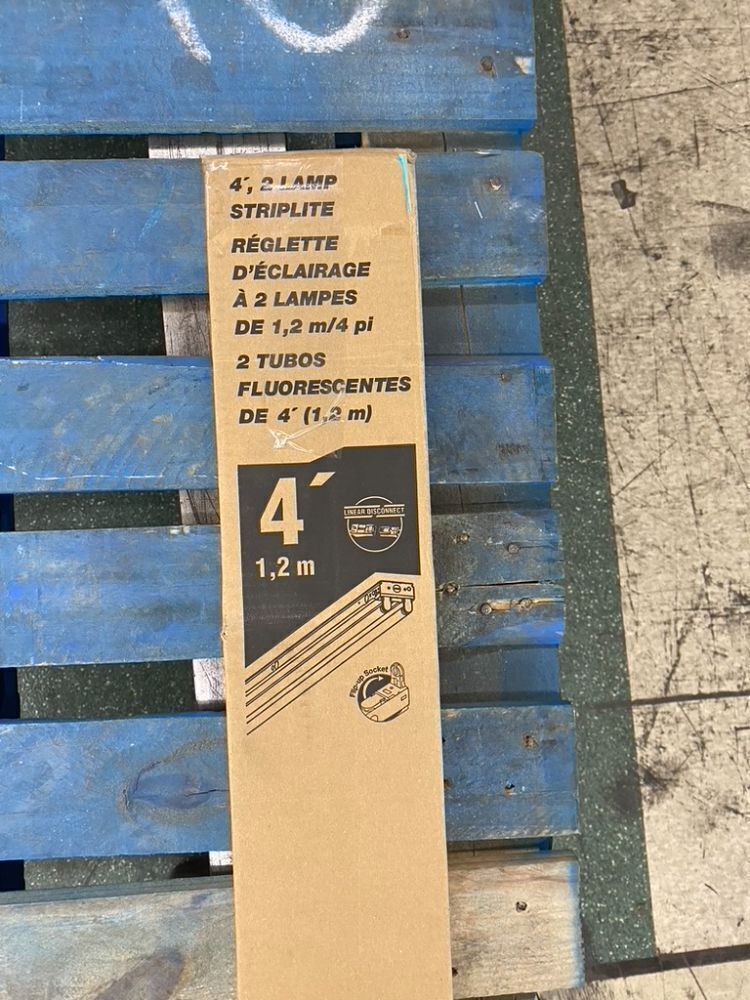 4´, 2 LAMP
STRIPLITE
RÉGLETTE
D'ÉCLAIRAGE
À 2 LAMPES
DE 1,2 m/4 pi
2 TUBOS
FLUORESCENTES
DE 4´ (1,2 m)
4´
1,2 m
LINEAR DISCONNECT
Flip-up Socket